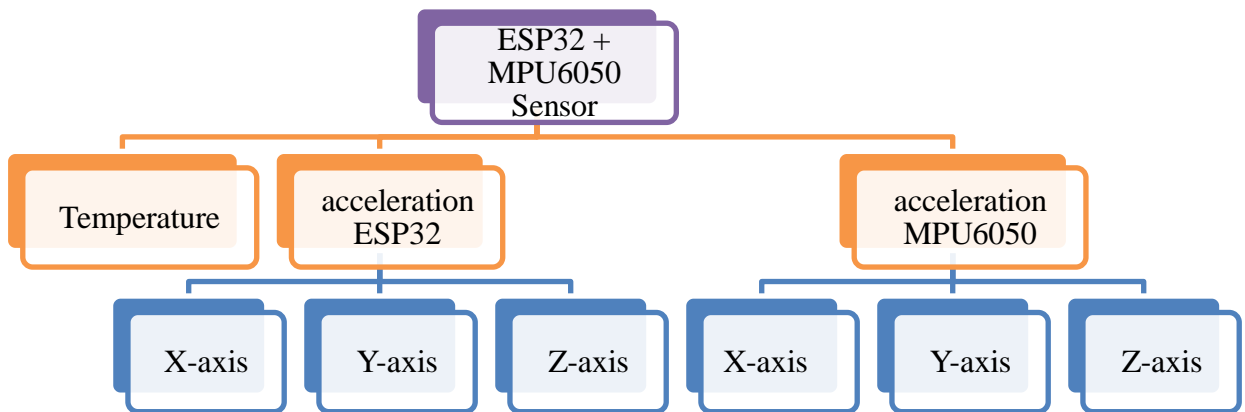 ESP32 +
MPU6050
Sensor
Temperature
acceleration
ESP32
acceleration
MPU6050
X-axis
Y-axis
Z-axis
X-axis
Y-axis
Z-axis